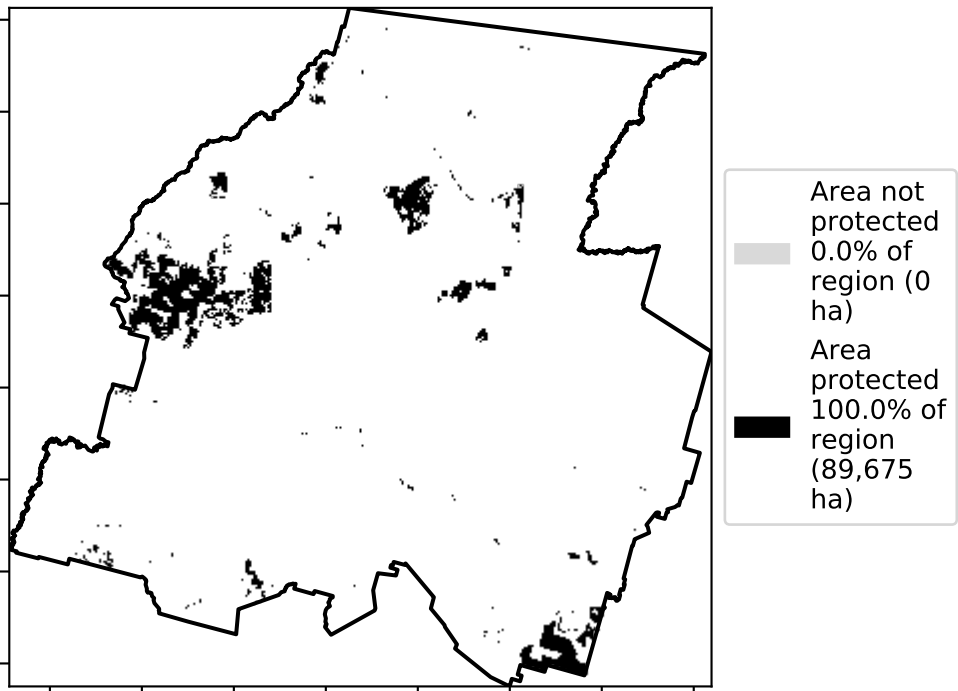 Area not
protected
0.0% of
region (0
ha)
Area
protected
100.0% of
region
(89,675
ha)